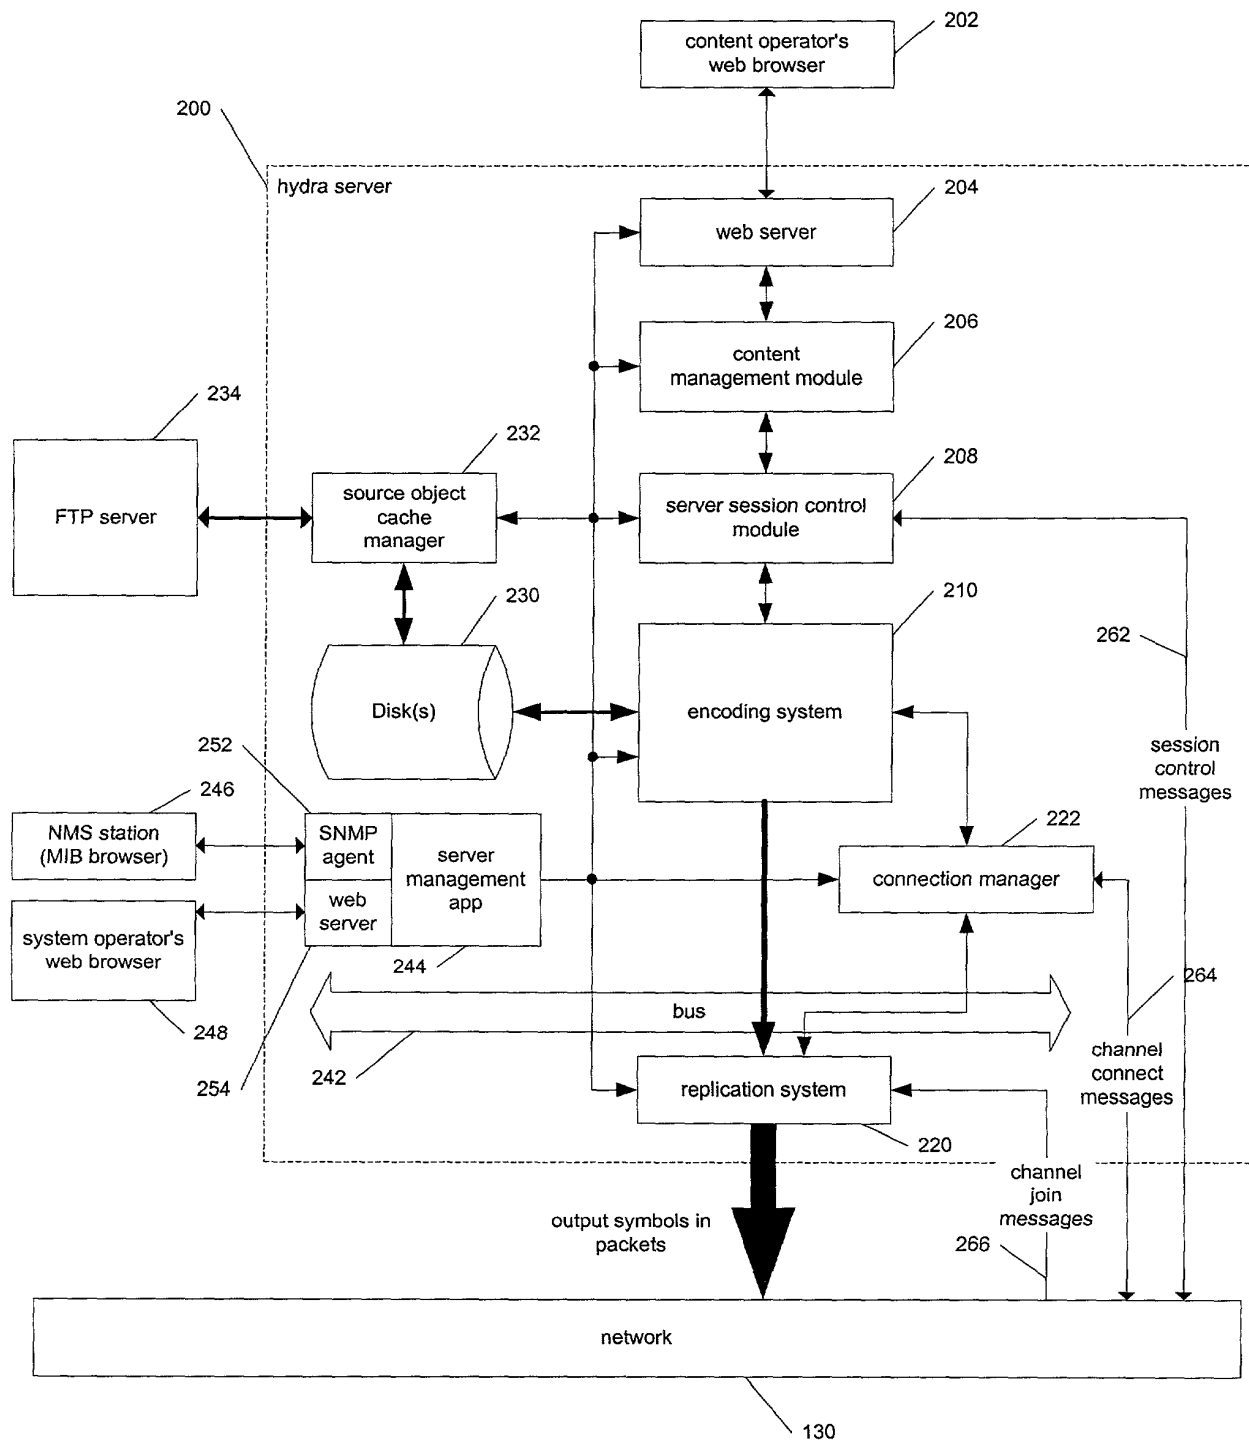 202
content operator's
web browser
200
hydra server
204
web server
206
content
management module
234
232
208
FTP server
source object
cache
manager
server session control
module
230
210
262
Disk(s)
encoding system
252
session
control
messages
246
222
NMS station
(MIB browser)
SNMP
agent
server
management
app
connection manager
web
server
system operator's
web browser
244
264
bus
248
242
254
channel
connect
messages
replication system
220
channel
join
messages
output symbols in
packets
266
network
130